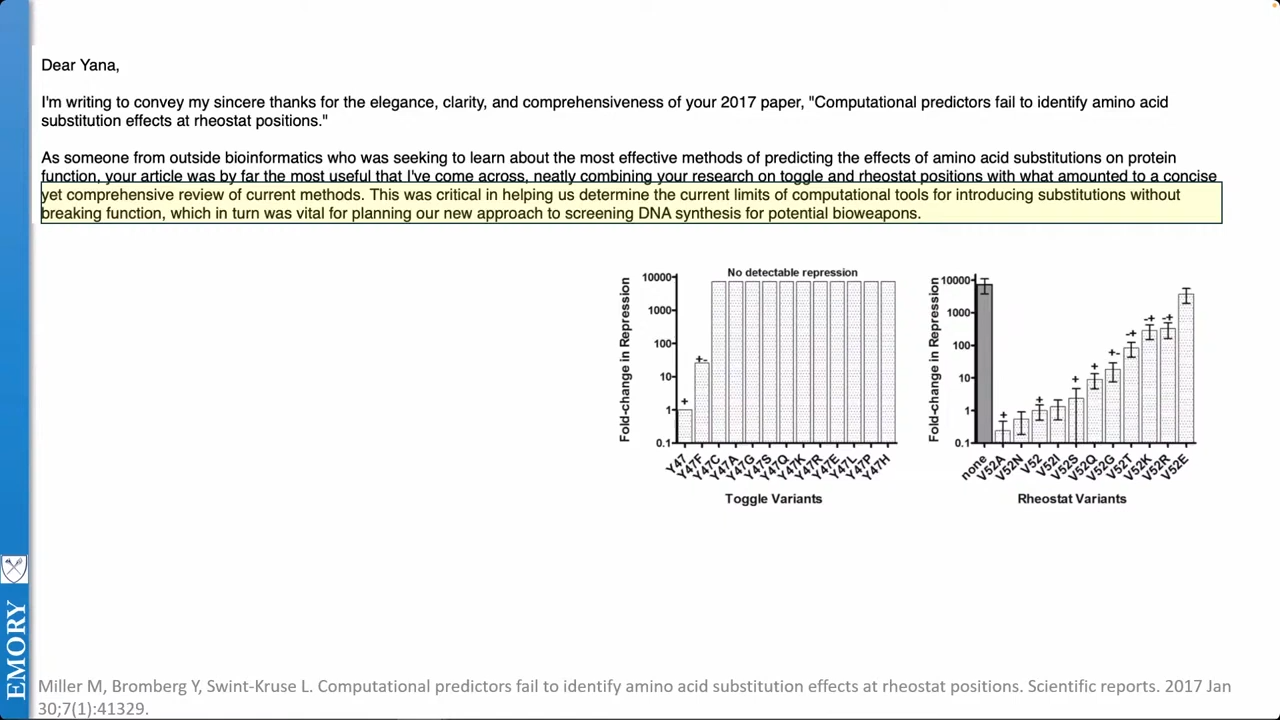 Dear Yana,
I'm writing to convey my sincere thanks for the elegance, clarity, and comprehensiveness of your 2017 paper, "Computational predictors fail to identify amino acid
substitution effects at rheostat positions."
As someone from outside bioinformatics who was seeking to learn about the most effective methods of predicting the effects of amino acid substitutions on protein
function, your article was by far the most useful that I've come across, neatly combining your research on toggle and rheostat positions with what amounted to a concise
yet comprehensive review of current methods. This was critical in helping us determine the current limits of computational tools for introducing substitutions without
breaking function, which in turn was vital for planning our new approach to screening DNA synthesis for potential bioweapons.
Fold-change in Repression
10000
1000
100
10
1
0.1
No detectable repression
+
+-
Y47
Y47F
Y47C
Y47A
Y47G
Y47S
Y47Q
Y47K
Y47R
Y47E
Y47L
Y47P
Y47H
Toggle Variants
Fold-change in Repression
10000
1000
100
10
1
0.1
+
+
+
+
+-
-+
-+
-+
none
V52A
V52N
V52
V52I
V52S
V52Q
V52G
V52T
V52K
V52R
V52E
Rheostat Variants
EMORY
Miller M, Bromberg Y, Swint-Kruse L. Computational predictors fail to identify amino acid substitution effects at rheostat positions. Scientific reports. 2017 Jan
30;7(1):41329.